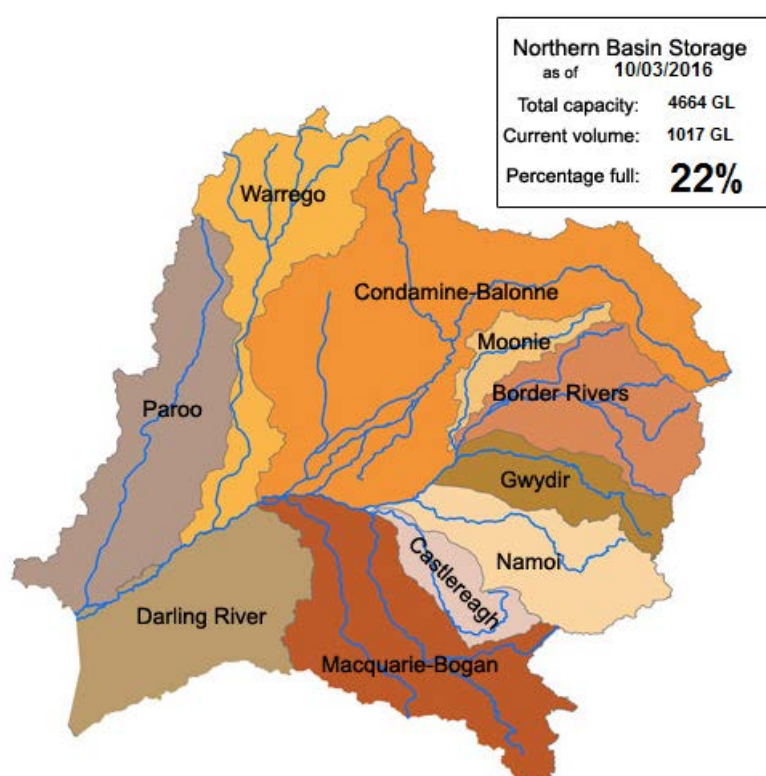 Northern Basin Storage
as of 10/03/2016
Total capacity: 4664 GL
Current volume: 1017 GL
Percentage full: 22%
Warrego
Condamine-Balonne
Moonie
Border Rivers
Paroo
Gwydir
Namoi
Castlereagh
Darling River
Macquarie-Bogan